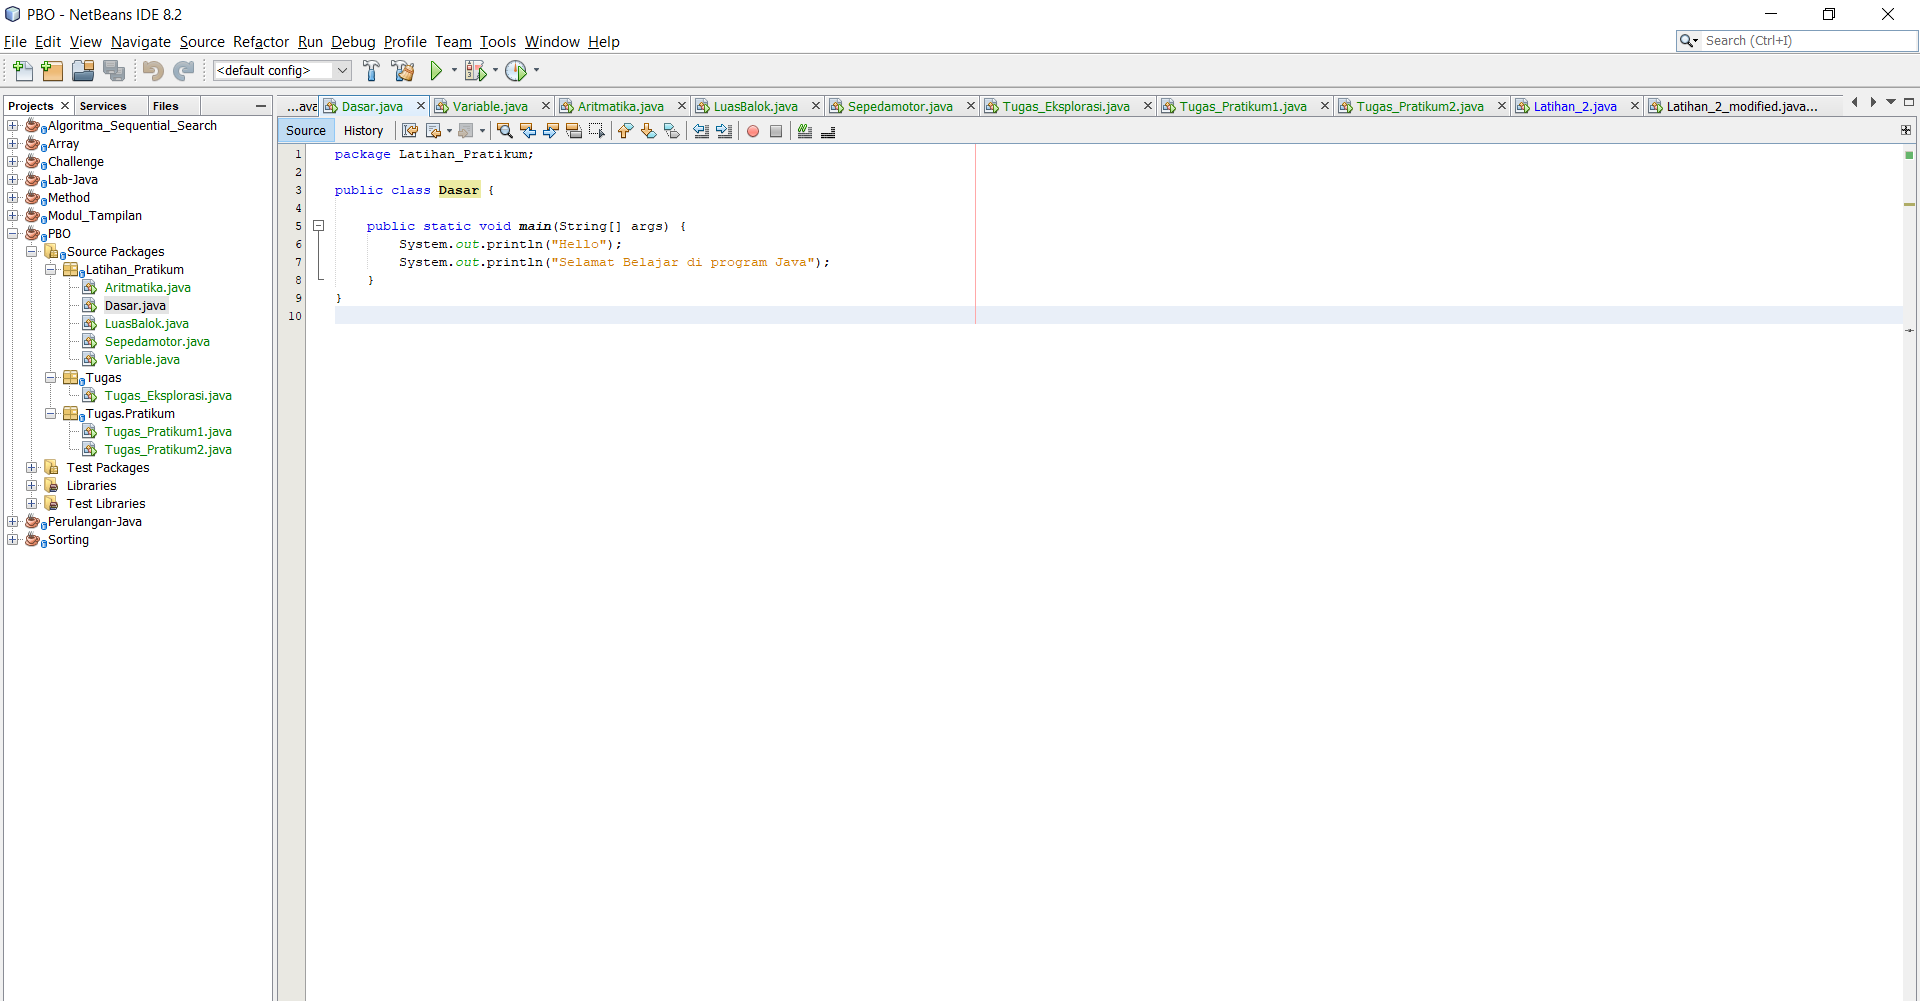 PBO - NetBeans IDE 8.2
File Edit View Navigate Source Refactor Run Debug Profile Team Tools Window Help
Search (Ctrl+I)
<default config>
Projects Services Files
Algoritma_Sequential_Search
Array
Challenge
Lab-Java
Method
Modul_Tampilan
PBO
Source Packages
Latihan_Pratikum
Aritmatika.java
Dasar.java
LuasBalok.java
Sepedamotor.java
Variable.java
Tugas
Tugas_Eksplorasi.java
Tugas.Pratikum
Tugas_Pratikum1.java
Tugas_Pratikum2.java
Test Packages
Libraries
Test Libraries
Perulangan-Java
Sorting
...ava Dasar.java Variable.java Aritmatika.java LuasBalok.java Sepedamotor.java Tugas_Eksplorasi.java Tugas_Pratikum1.java Tugas_Pratikum2.java Latihan_2.java Latihan_2_modified.java...
Source History
1 package Latihan_Pratikum;
2
3 public class Dasar {
4
5 public static void main(String[] args) {
6 System.out.println("Hello");
7 System.out.println("Selamat Belajar di program Java");
8 }
9 }
10